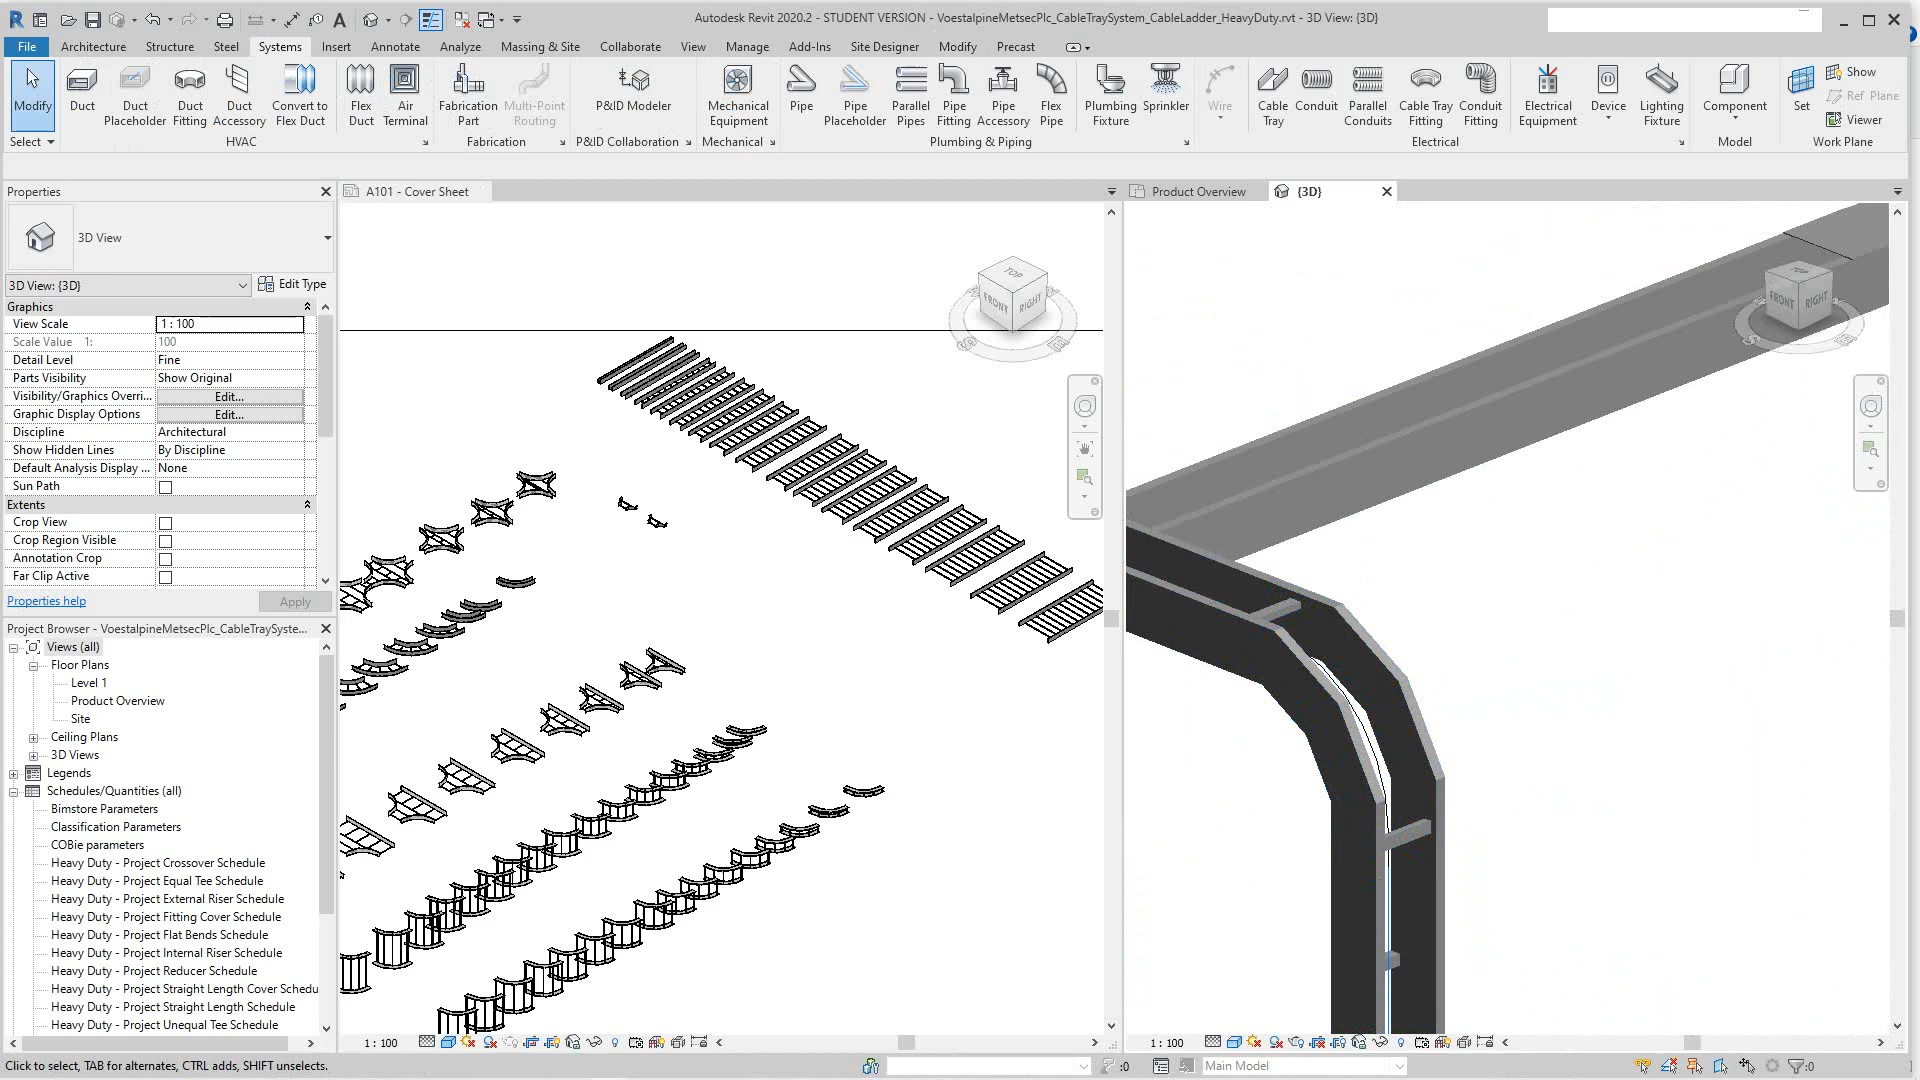 Autodesk Revit 2020.2 - STUDENT VERSION - VoestalpineMetsecPlc_CableTraySystem_CableLadder_HeavyDuty.rvt - 3D View: {3D}
File Architecture Structure Steel Systems Insert Annotate Analyze Massing & Site Collaborate View Manage Add-Ins Site Designer Modify Precast
Modify
Duct
Duct Placeholder
Duct Fitting
Duct Accessory
Convert to Flex Duct
Flex Duct
Air Terminal
Fabrication Part
Multi-Point Routing
P&ID Modeler
Mechanical Equipment
Pipe
Pipe Placeholder
Parallel Pipes
Pipe Fitting
Pipe Accessory
Flex Pipe
Plumbing Fixture
Sprinkler
Wire
Cable Tray
Conduit
Parallel Conduits
Cable Tray Fitting
Conduit Fitting
Electrical Equipment
Device
Lighting Fixture
Component
Set
Show
Ref Plane
Viewer
Select HVAC Fabrication P&ID Collaboration Mechanical Plumbing & Piping Electrical Model Work Plane
Properties
3D View
3D View: {3D} Edit Type
Graphics
View Scale 1 : 100
Scale Value 1: 100
Detail Level Fine
Parts Visibility Show Original
Visibility/Graphics Overri... Edit...
Graphic Display Options Edit...
Discipline Architectural
Show Hidden Lines By Discipline
Default Analysis Display ... None
Sun Path
Extents
Crop View
Crop Region Visible
Annotation Crop
Far Clip Active
Properties help Apply
Project Browser - VoestalpineMetsecPlc_CableTraySyste...
Views (all)
Floor Plans
Level 1
Product Overview
Site
Ceiling Plans
3D Views
Legends
Schedules/Quantities (all)
Bimstore Parameters
Classification Parameters
COBie parameters
Heavy Duty - Project Crossover Schedule
Heavy Duty - Project Equal Tee Schedule
Heavy Duty - Project External Riser Schedule
Heavy Duty - Project Fitting Cover Schedule
Heavy Duty - Project Flat Bends Schedule
Heavy Duty - Project Internal Riser Schedule
Heavy Duty - Project Reducer Schedule
Heavy Duty - Project Straight Length Cover Schedu
Heavy Duty - Project Straight Length Schedule
Heavy Duty - Project Unequal Tee Schedule
A101 - Cover Sheet
TOP
FRONT RIGHT
S E
1 : 100
Product Overview {3D}
TOP
FRONT RIGHT
1 : 100
Click to select, TAB for alternates, CTRL adds, SHIFT unselects.
:0
Main Model
:0